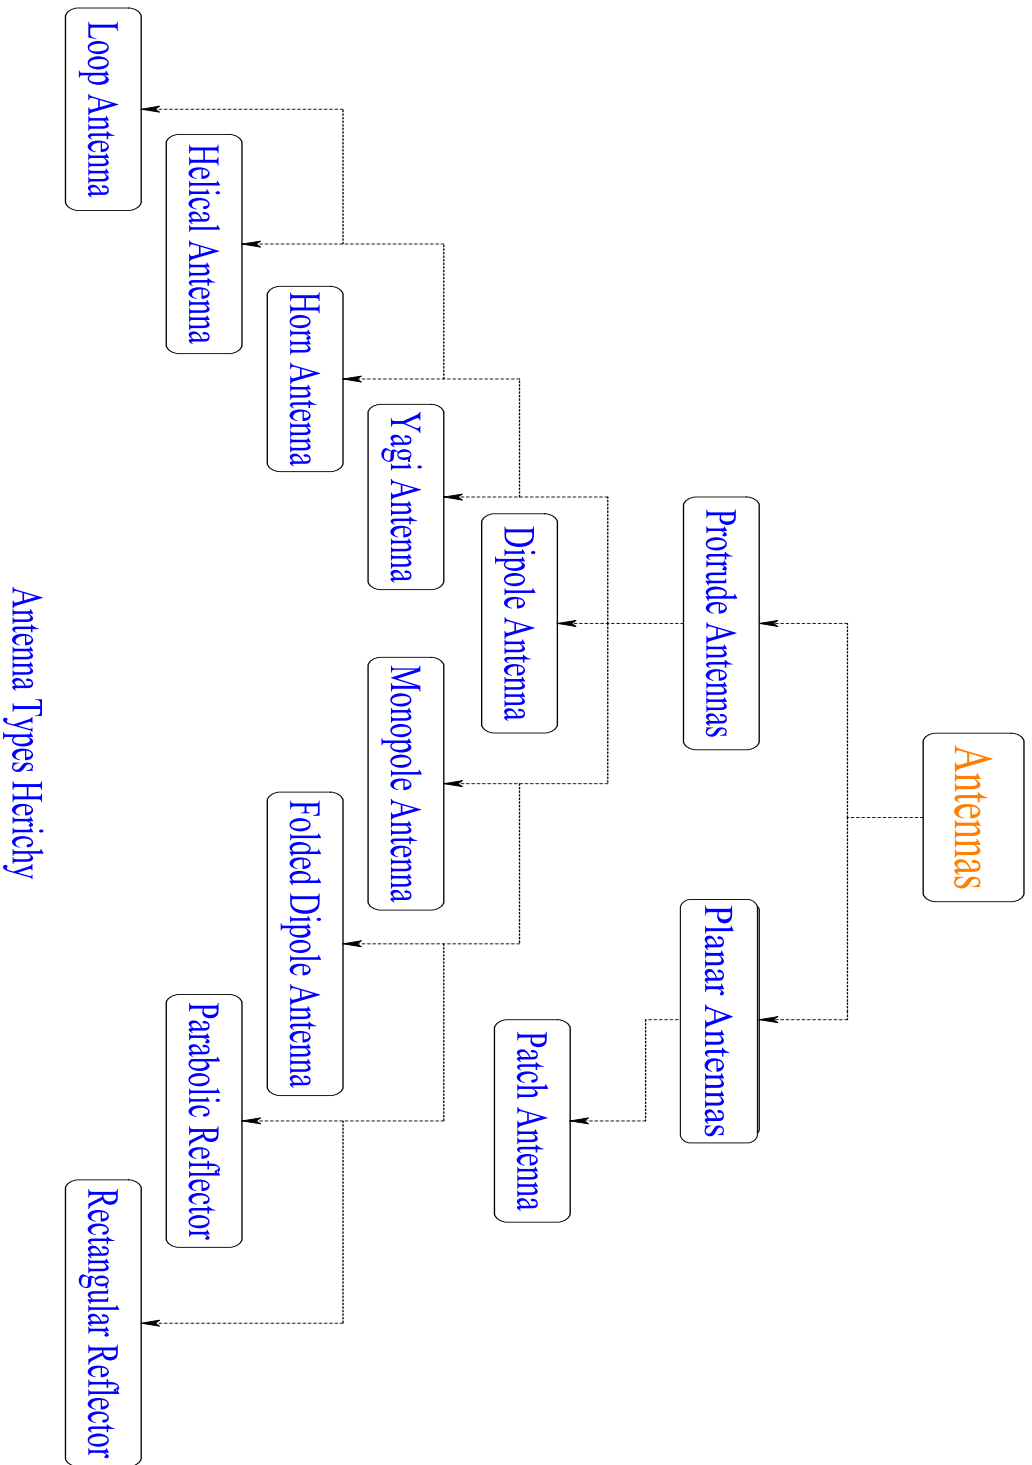 Antennas
Protrude Antennas
Planar Antennas
Dipole Antenna
Patch Antenna
Yagi Antenna
Monopole Antenna
Horn Antenna
Folded Dipole Antenna
Helical Antenna
Parabolic Reflector
Loop Antenna
Rectangular Reflector
Antenna Types Herichy